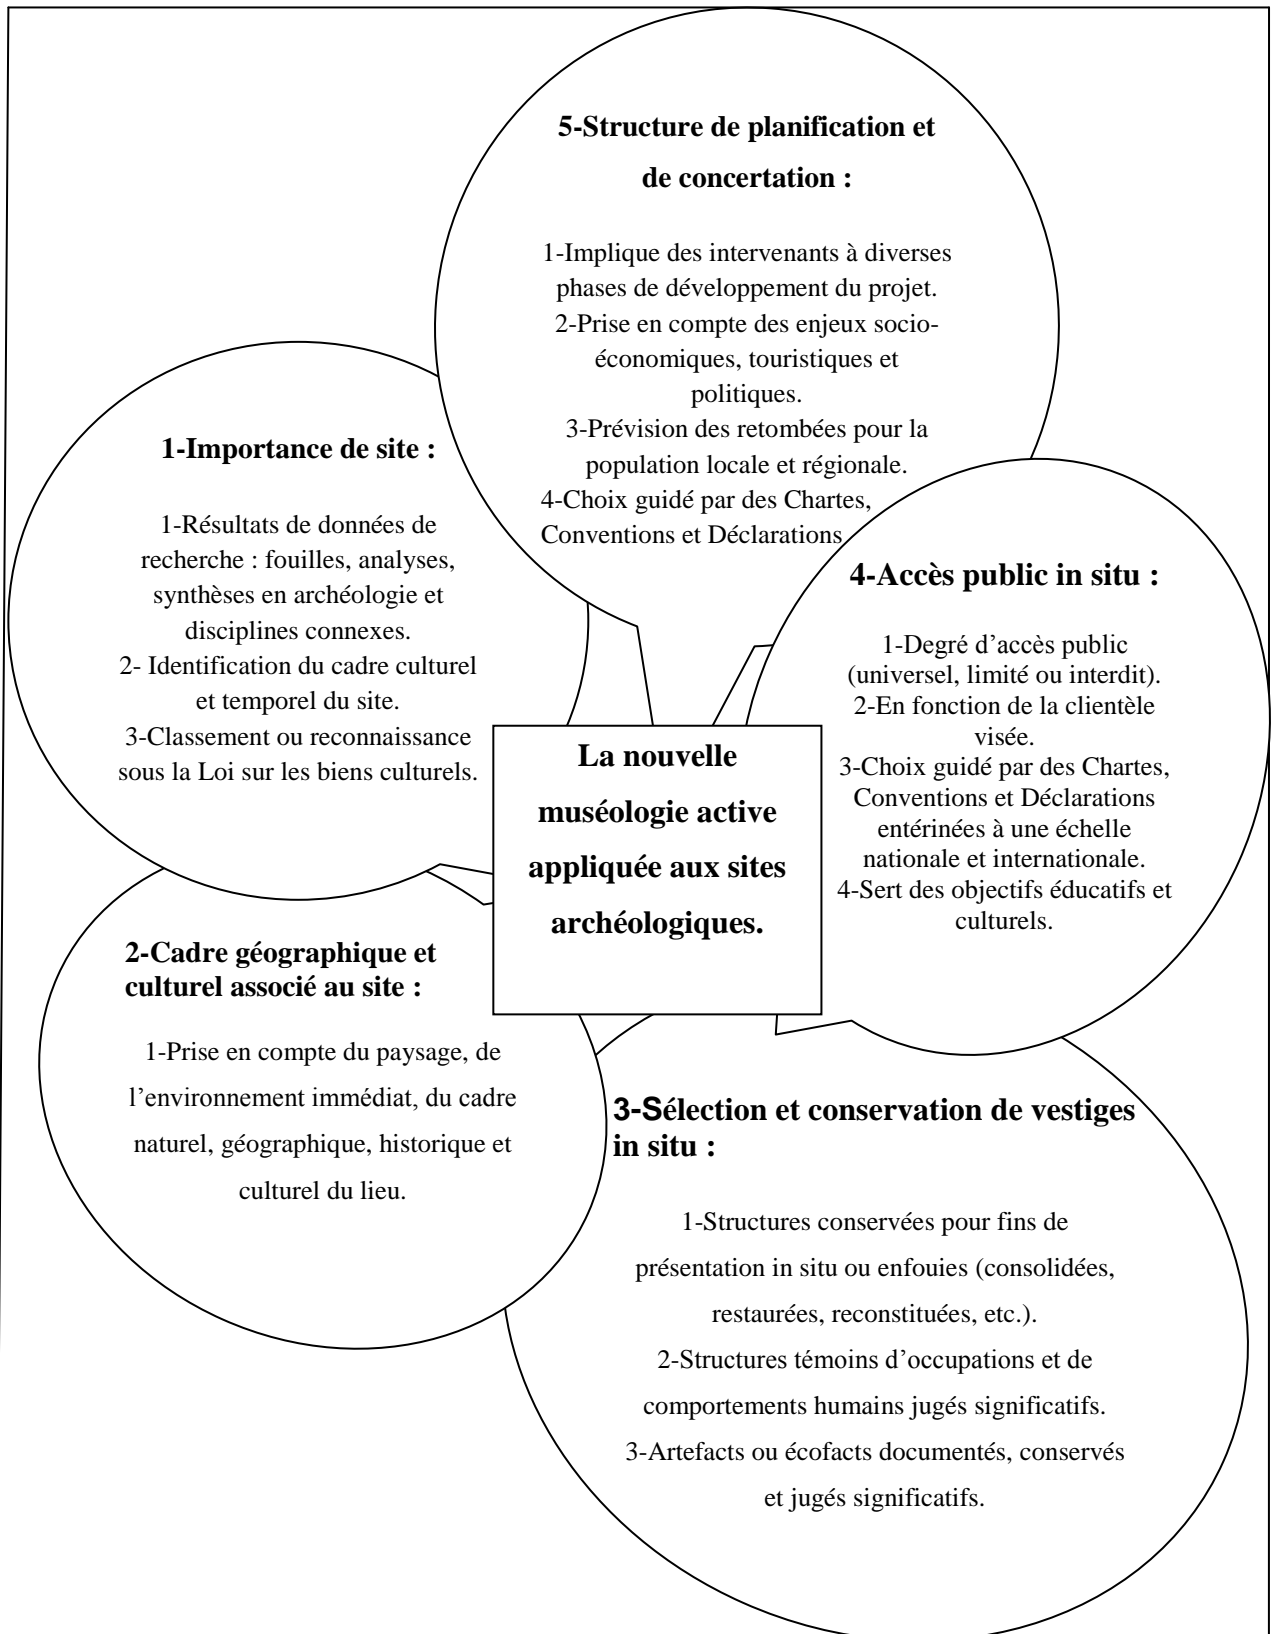 5-Structure de planification et
de concertation :
1-Implique des intervenants à diverses
phases de développement du projet.
2-Prise en compte des enjeux socio-
économiques, touristiques et
politiques.
3-Prévision des retombées pour la
population locale et régionale.
4-Choix guidé par des Chartes,
Conventions et Déclarations
1-Importance de site :
1-Résultats de données de
recherche : fouilles, analyses,
synthèses en archéologie et
disciplines connexes.
2- Identification du cadre culturel
et temporel du site.
3-Classement ou reconnaissance
sous la Loi sur les biens culturels.
4-Accès public in situ :
1-Degré d’accès public
(universel, limité ou interdit).
2-En fonction de la clientèle
visée.
3-Choix guidé par des Chartes,
Conventions et Déclarations
entérinées à une échelle
nationale et internationale.
4-Sert des objectifs éducatifs et
culturels.
La nouvelle
muséologie active
appliquée aux sites
archéologiques.
2-Cadre géographique et
culturel associé au site :
1-Prise en compte du paysage, de
l’environnement immédiat, du cadre
naturel, géographique, historique et
culturel du lieu.
3-Sélection et conservation de vestiges
in situ :
1-Structures conservées pour fins de
présentation in situ ou enfouies (consolidées,
restaurées, reconstituées, etc.).
2-Structures témoins d’occupations et de
comportements humains jugés significatifs.
3-Artefacts ou écofacts documentés, conservés
et jugés significatifs.